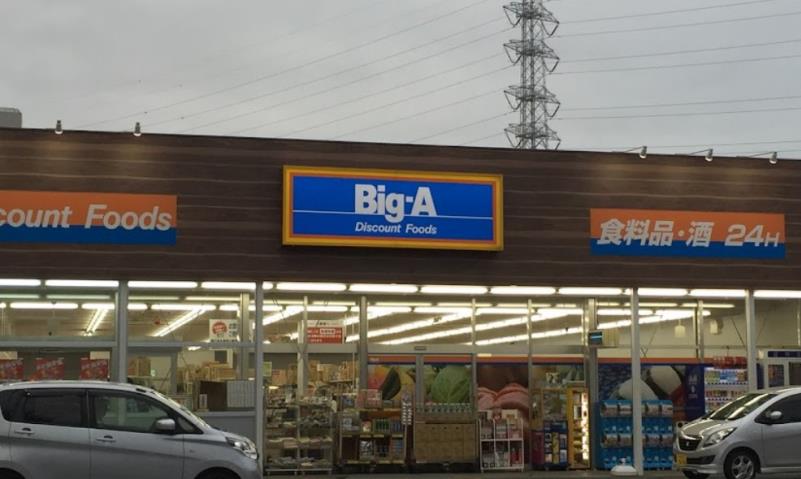 count Foods
Big-A
Discount Foods
食料品・酒 24H